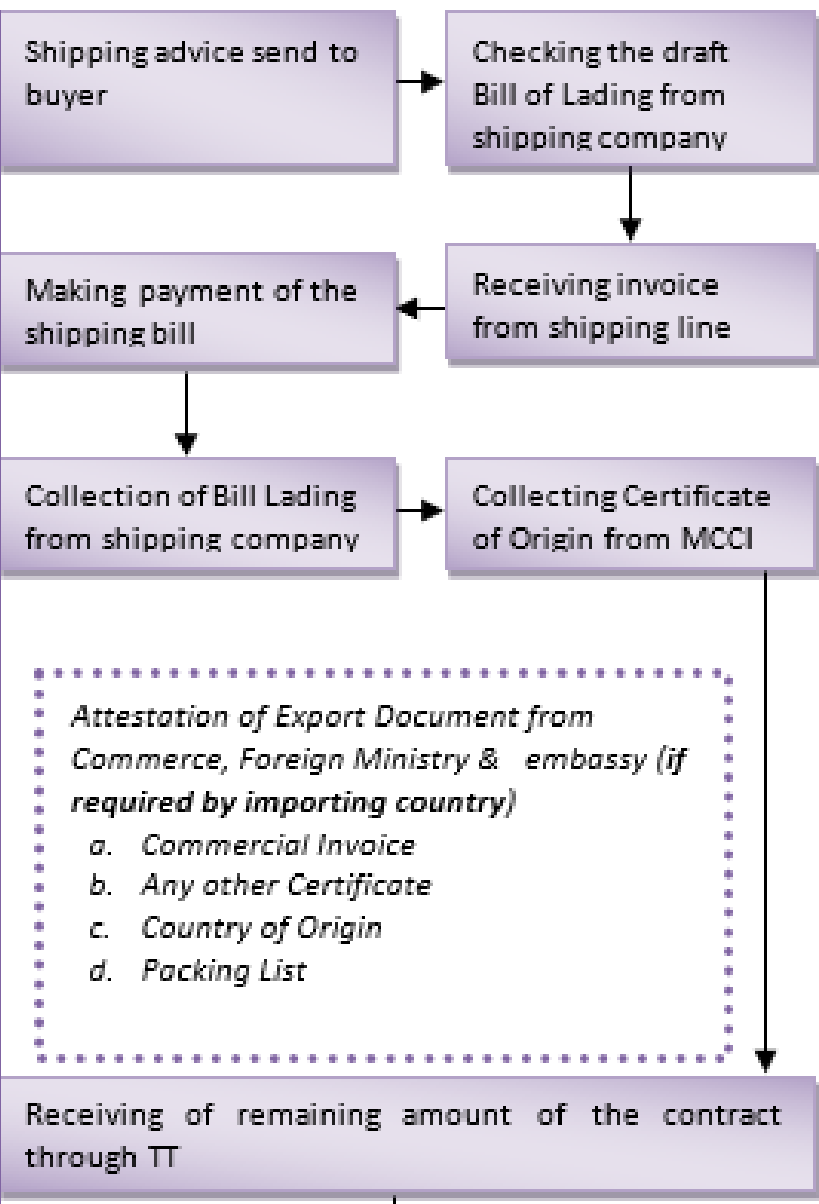 Shipping advice send to
buyer
Checking the draft
Bill of Lading from
shipping company
Receiving invoice
from shipping line
Making payment of the
shipping bill
Collection of Bill Lading
from shipping company
Collecting Certificate
of Origin from MCCI
Attestation of Export Document from
Commerce, Foreign Ministry & embassy (if
required by importing country)
a. Commercial Invoice
b. Any other Certificate
c. Country of Origin
d. Packing List
Receiving of remaining amount of the contract
through TT